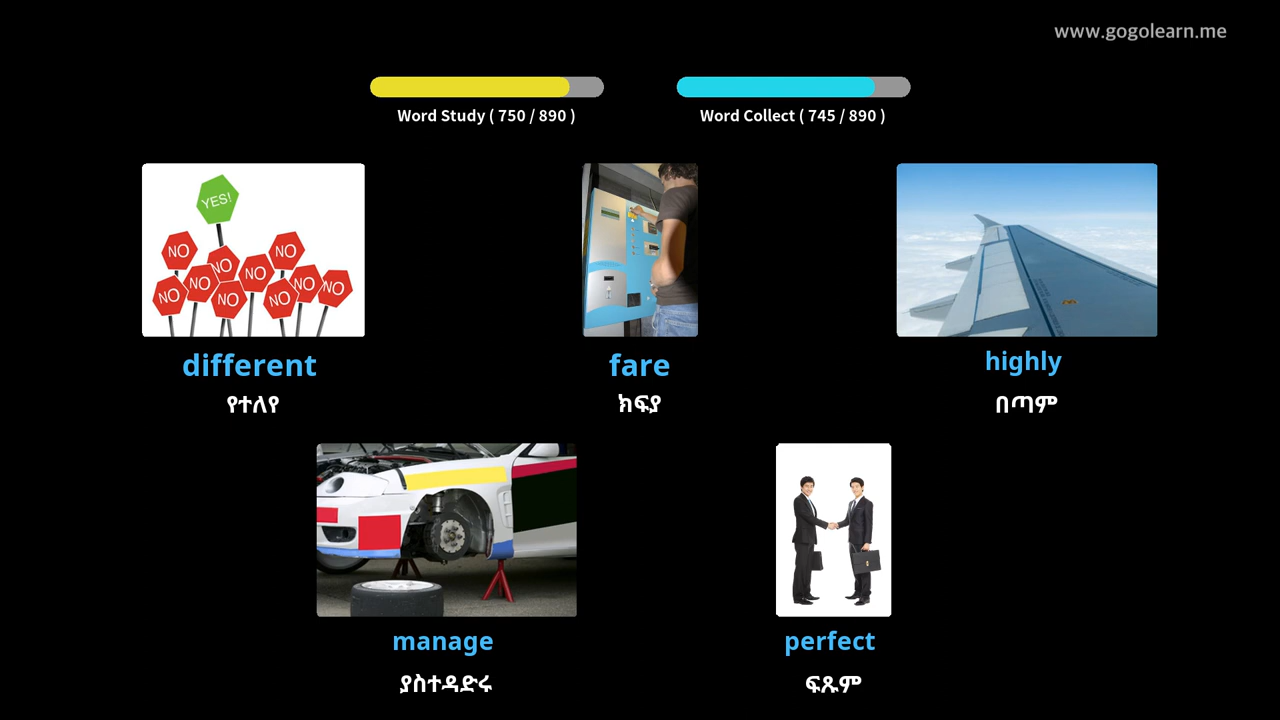 www.gogolearn.me
Word Study ( 750 / 890 )
Word Collect ( 745 / 890 )
YES!
NO
NO
NO
NO
NO
NO
NO
NO
NO
NO
different
fare
highly
የተለየ
ክፍያ
በጣም
manage
perfect
ያስተዳድሩ
ፍጹም